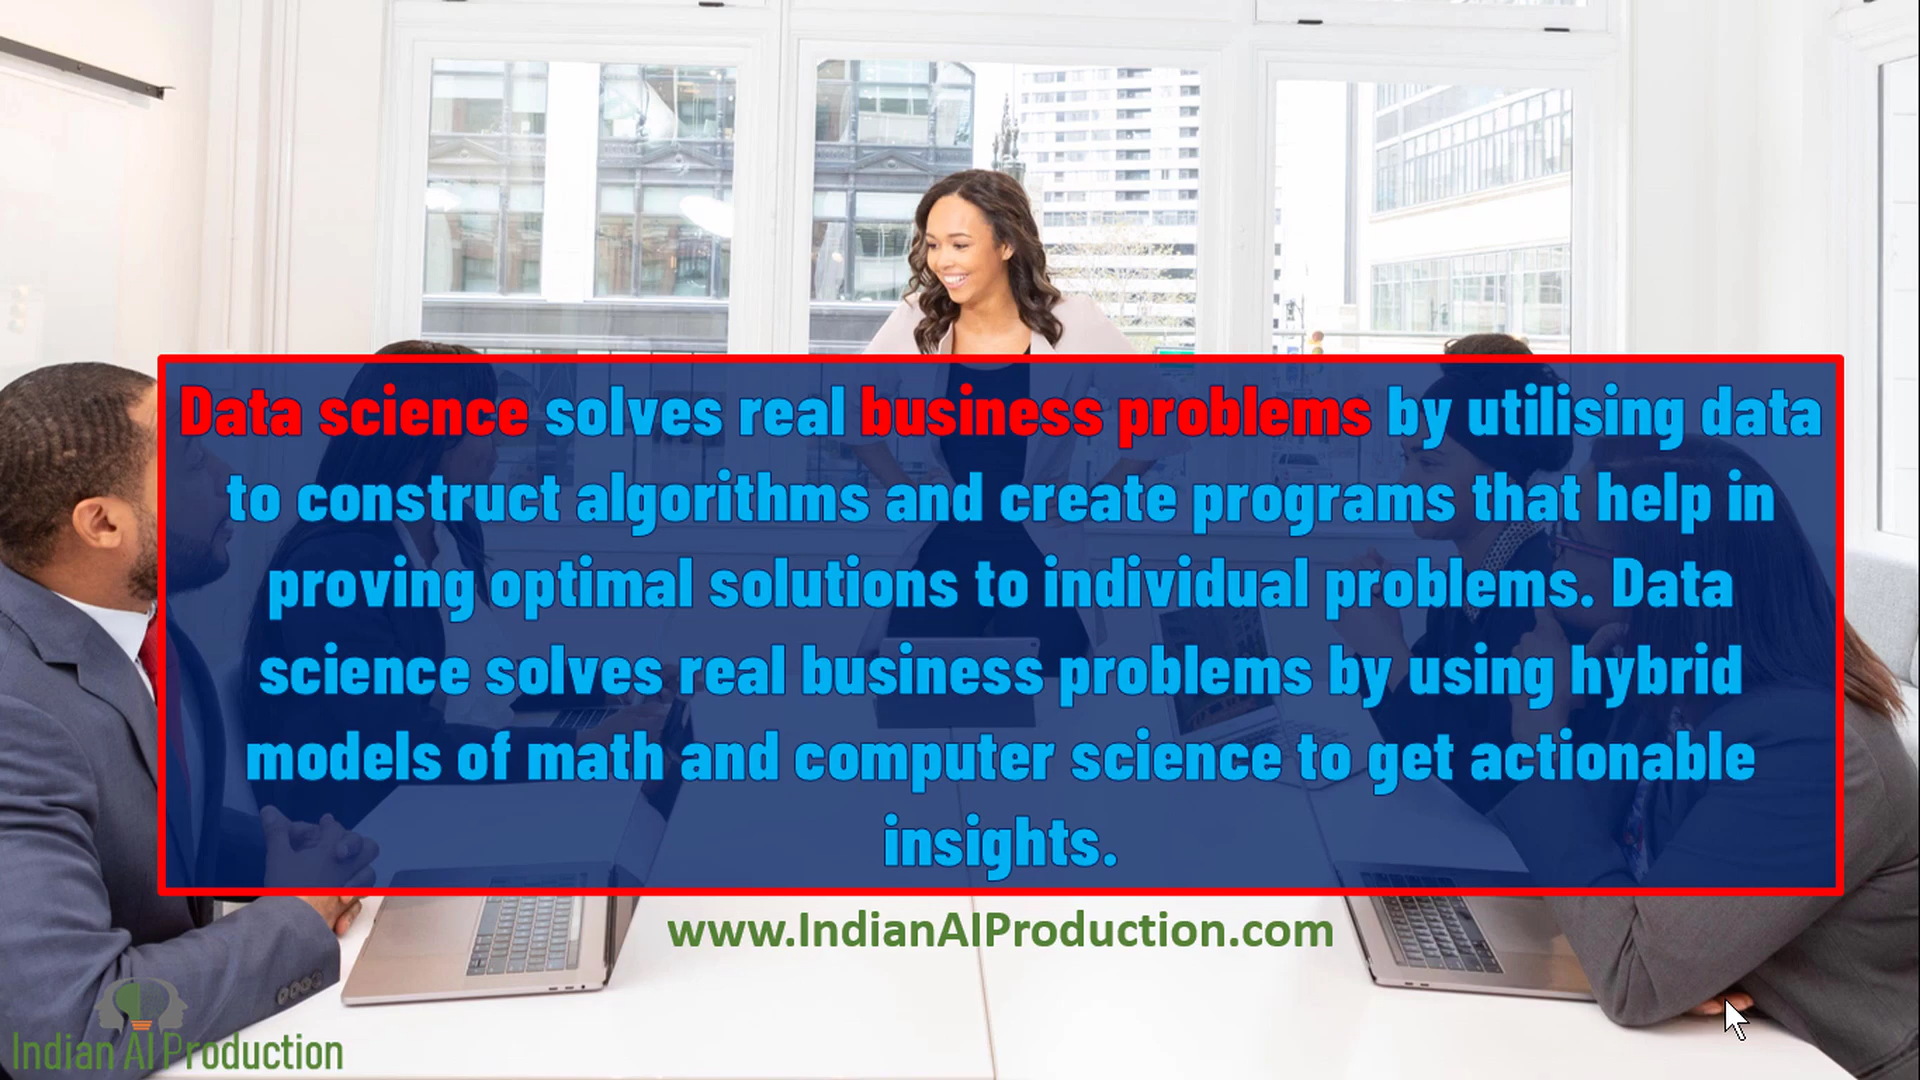 Data science solves real business problems by utilising data
to construct algorithms and create programs that help in
proving optimal solutions to individual problems. Data
science solves real business problems by using hybrid
models of math and computer science to get actionable
insights.
www.IndianAIProduction.com
Indian AI Production